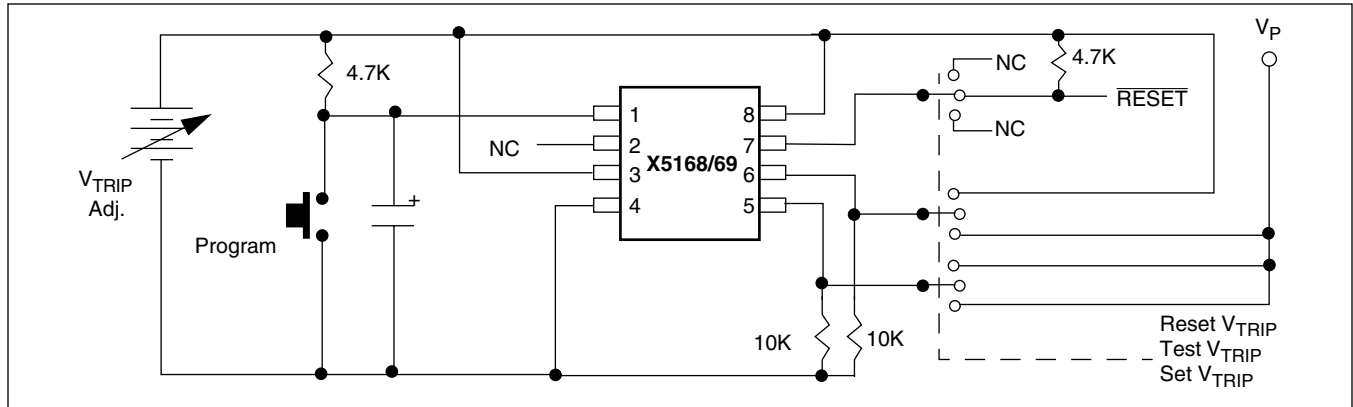 V_P
4.7K
NC
4.7K
RESET
NC
1
8
2
7
NC
X5168/69
3
6
4
5
V_TRIP
Adj.
Program
+
10K
10K
Reset V_TRIP
Test V_TRIP
Set V_TRIP